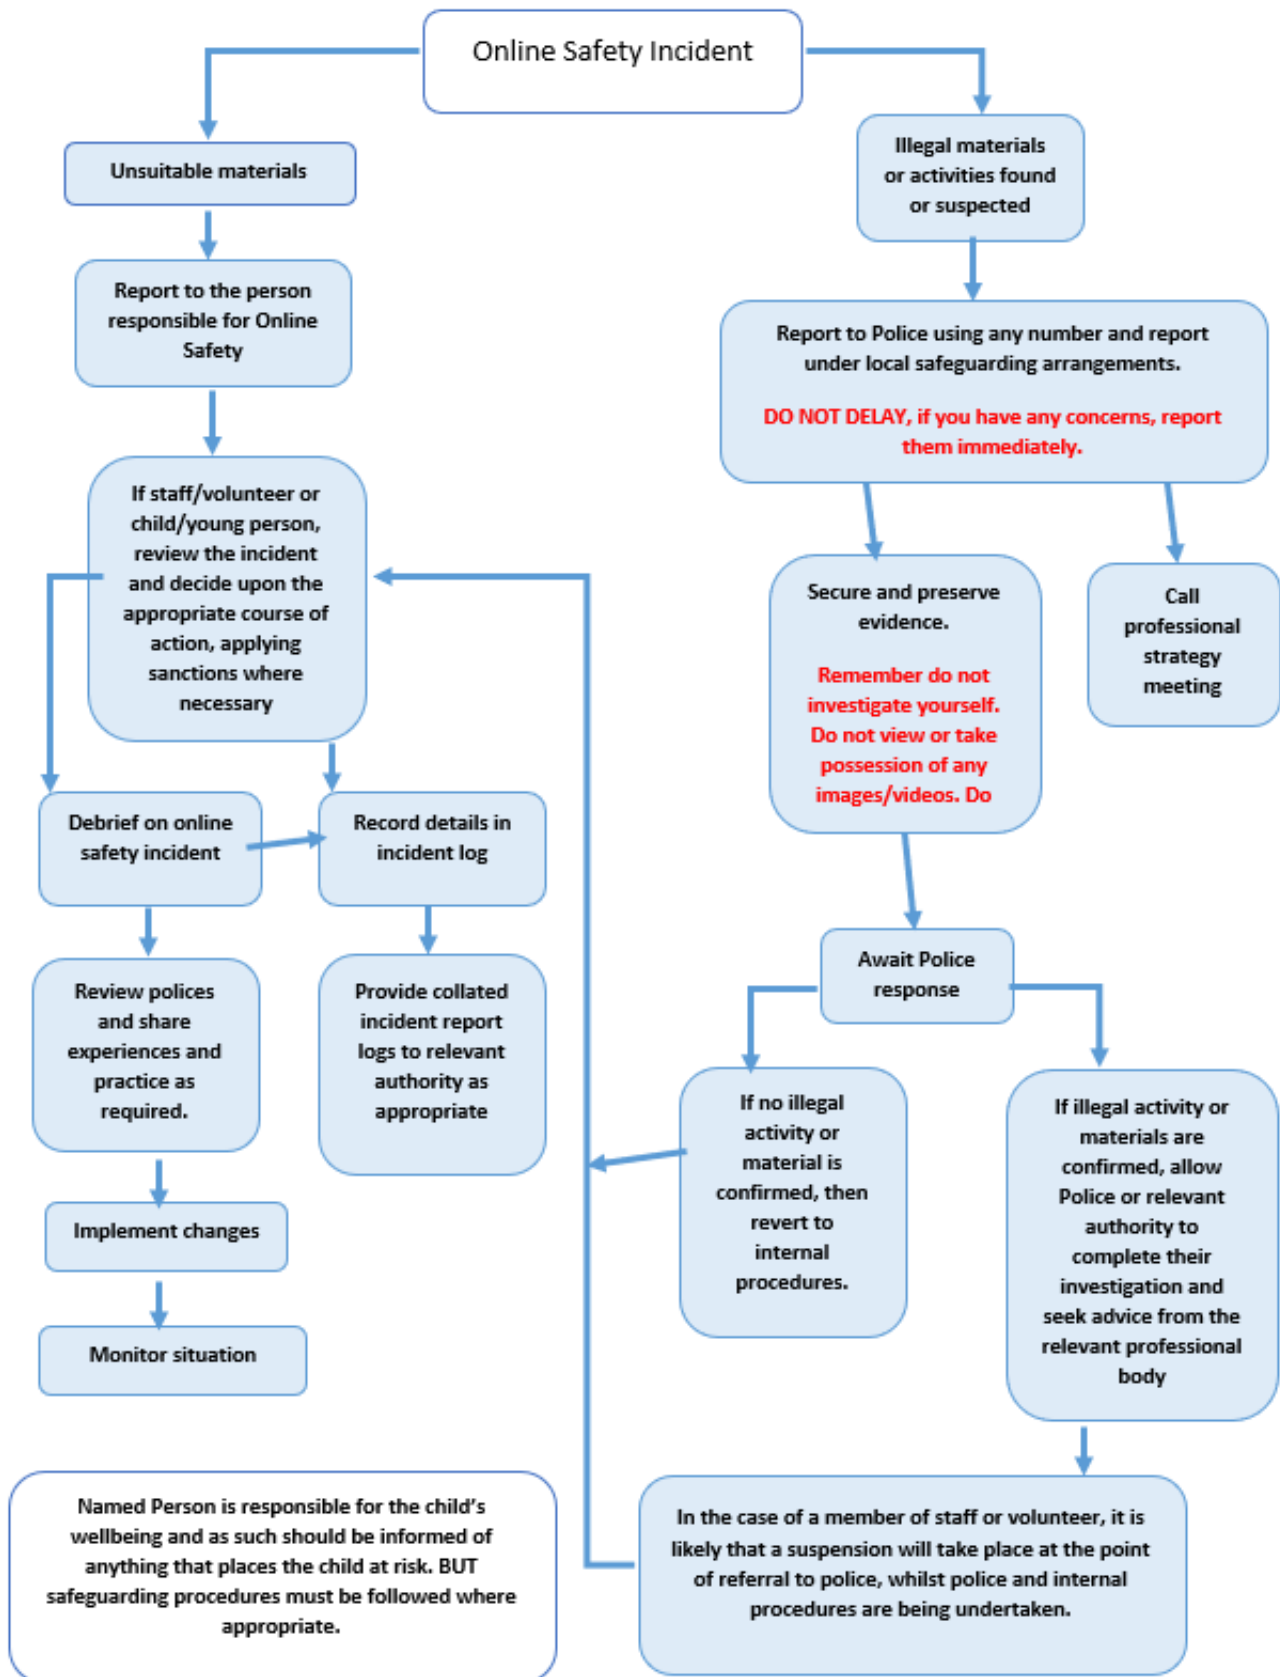 Online Safety Incident
Unsuitable materials
Illegal materials
or activities found
or suspected
Report to the person
responsible for Online
Safety
Report to Police using any number and report
under local safeguarding arrangements.
DO NOT DELAY, if you have any concerns, report
them immediately.
If staff/volunteer or
child/young person,
review the incident
and decide upon the
appropriate course of
action, applying
sanctions where
necessary
Secure and preserve
evidence.
Remember do not
investigate yourself.
Do not view or take
possession of any
images/videos. Do
Call
professional
strategy
meeting
Debrief on online
safety incident
Record details in
incident log
Await Police
response
Review polices
and share
experiences and
practice as
required.
Provide collated
incident report
logs to relevant
authority as
appropriate
If no illegal
activity or
material is
confirmed, then
revert to
internal
procedures.
If illegal activity or
materials are
confirmed, allow
Police or relevant
authority to
complete their
investigation and
seek advice from the
relevant professional
body
Implement changes
Monitor situation
Named Person is responsible for the child’s
wellbeing and as such should be informed of
anything that places the child at risk. BUT
safeguarding procedures must be followed where
appropriate.
In the case of a member of staff or volunteer, it is
likely that a suspension will take place at the point
of referral to police, whilst police and internal
procedures are being undertaken.